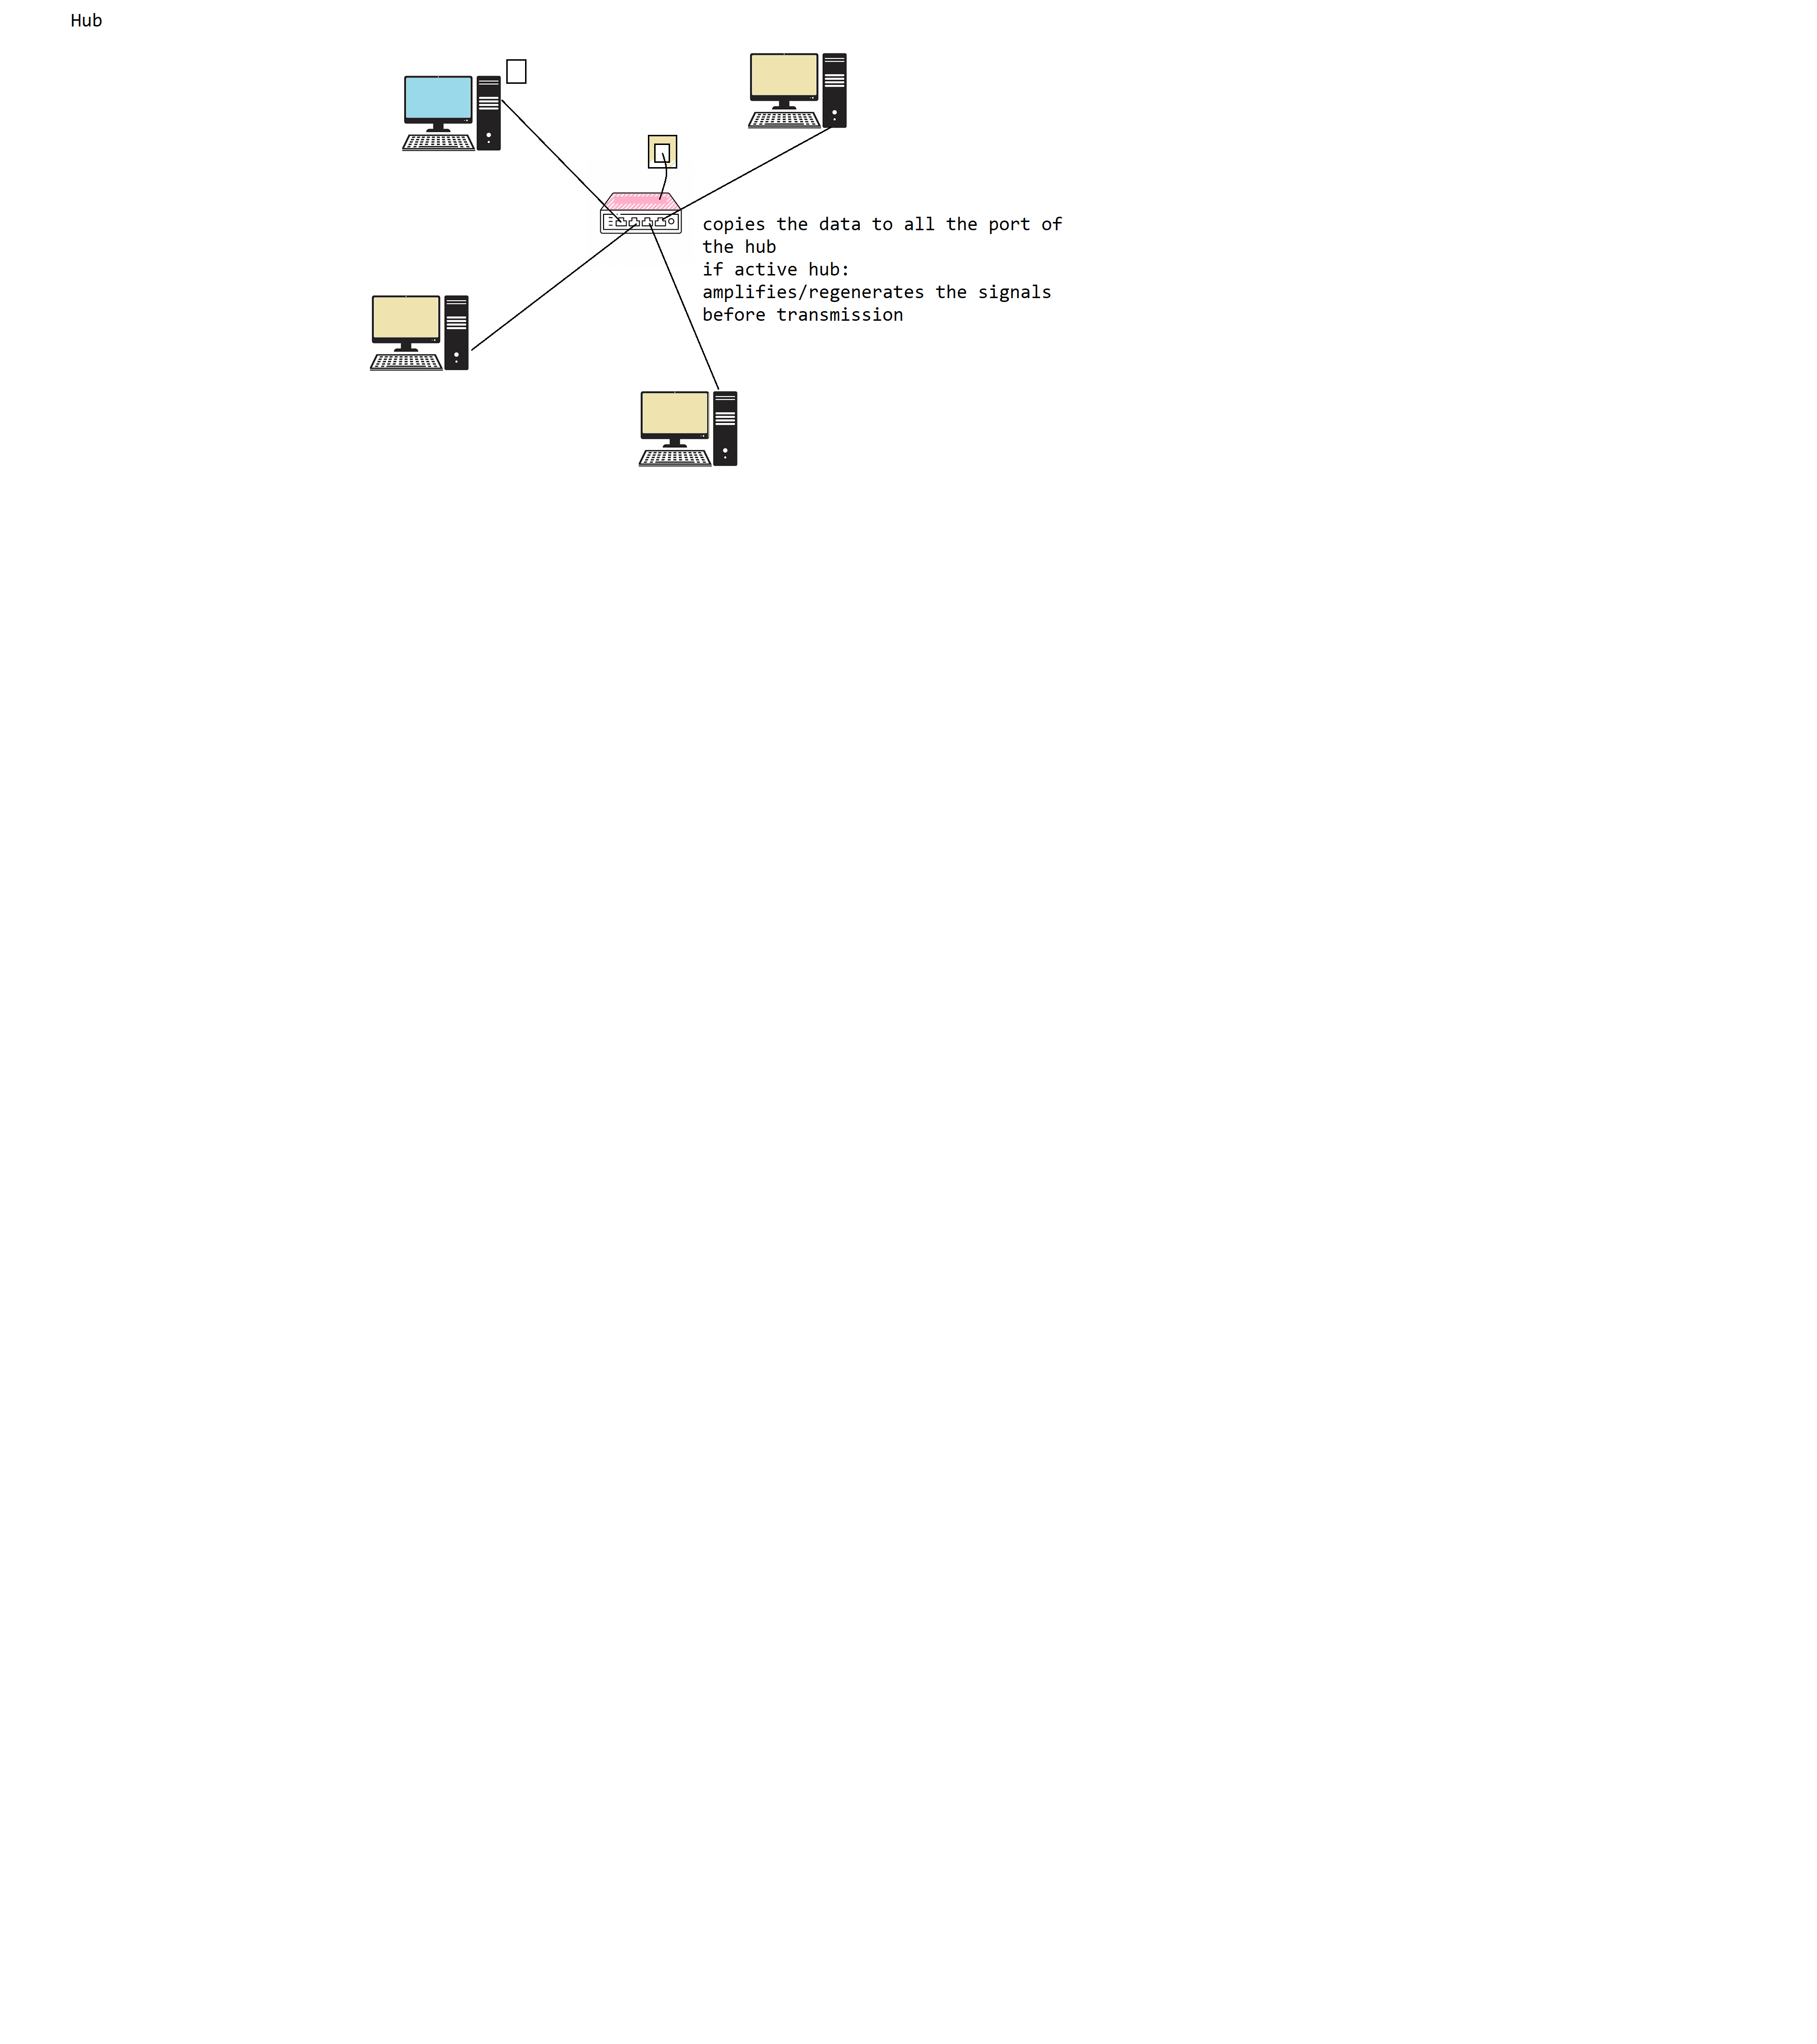 Hub
copies the data to all the port of
the hub
if active hub:
amplifies/regenerates the signals
before transmission